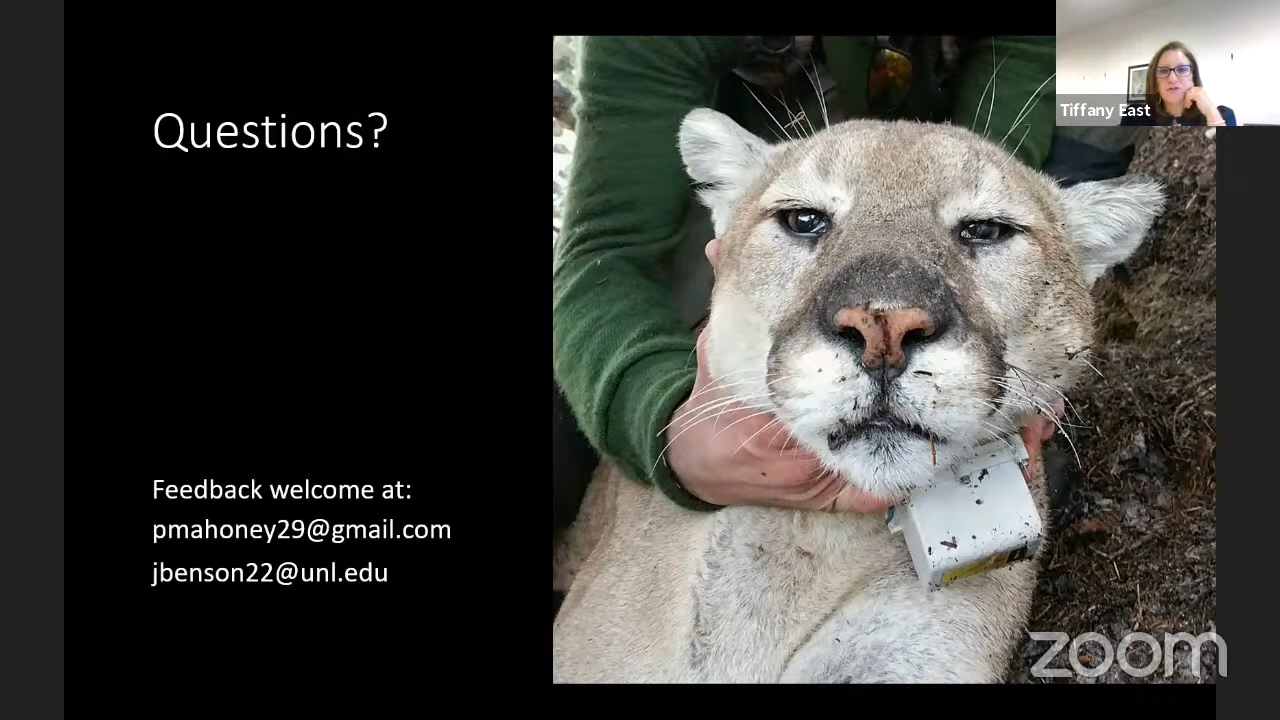 Questions?
Feedback welcome at:
pmahoney29@gmail.com
jbenson22@unl.edu
Tiffany East
zoom